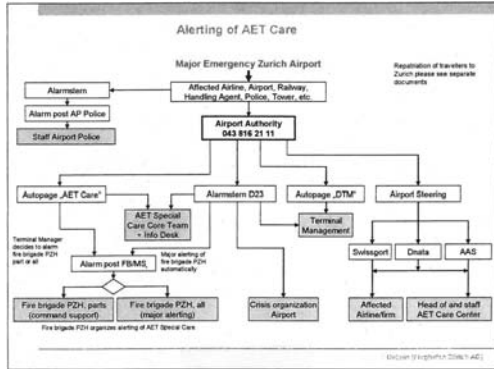 Alerting of AET Care
Major Emergency Zurich Airport
Repatriation of travellers to
Zurich please see separate
documents
Alarmstern
Affected Airline, Airport, Railway,
Handling Agent, Police, Tower, etc.
Alarm post AP Police
Staff Airport Police
Airport Authority
043 816 21 11
Autopage „AET Care"
Alarmstern D23
Autopage „DTM"
Airport Steering
AET Special
Care Core Team
+ Info Desk
Terminal
Management
Terminal Manager
decides to alarm
fire brigade PZH
part or all
Major alerting of
fire brigade PZH
automatically
Alarm post FB/MS,
Swissport
Dnata
AAS
Fire brigade PZH, parts
(command support)
Fire brigade PZH, all
(major alerting)
Crisis organization
Airport
Affected
Airline/firm
Head of and staff
AET Care Center
Fire brigade PZH organizes alerting of AET Special Care